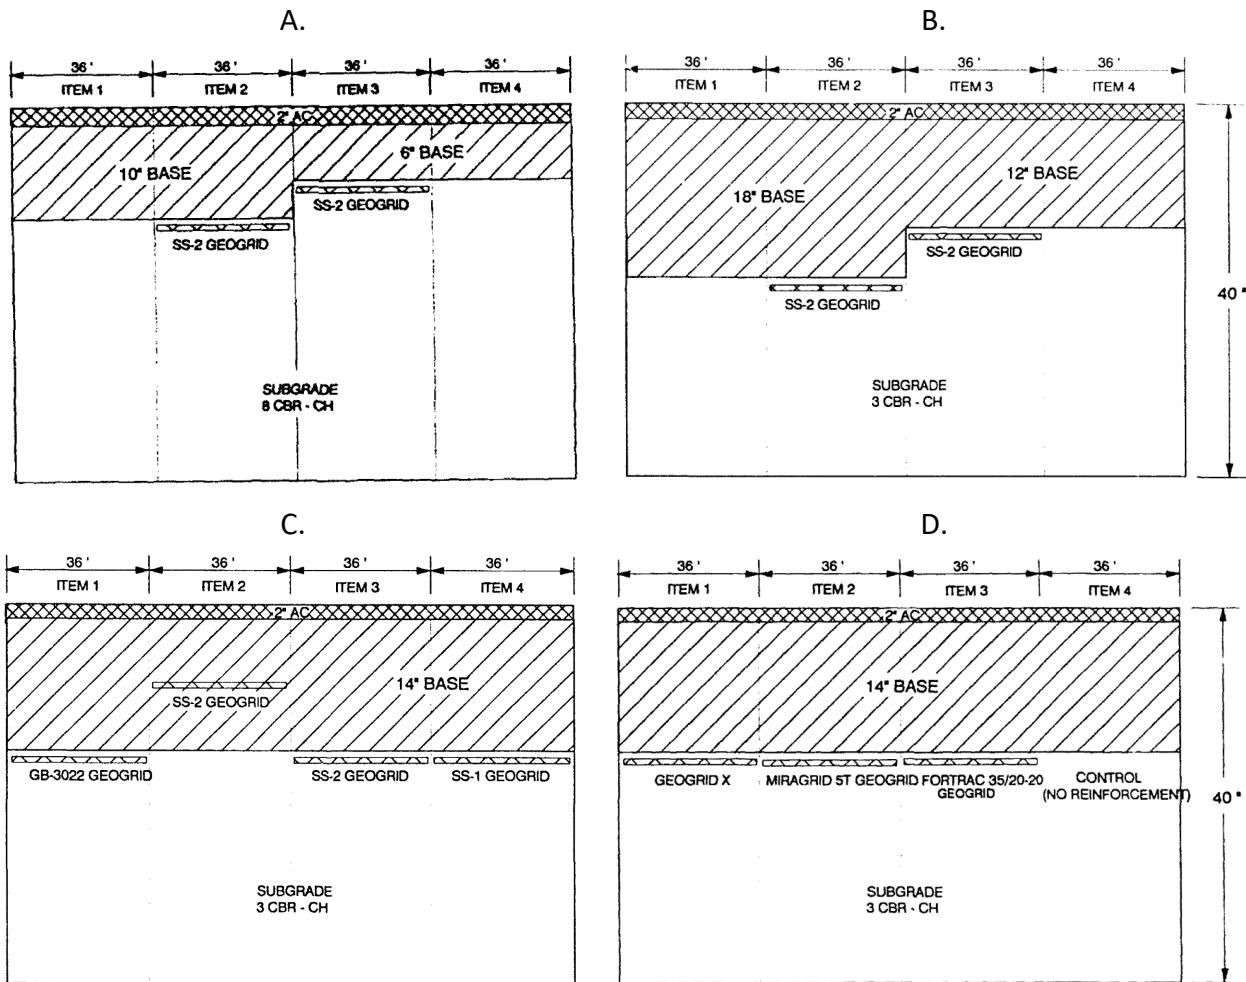 A.
36 '
36 '
36 '
36 '
ITEM 1
ITEM 2
ITEM 3
ITEM 4
2" AC
10" BASE
6" BASE
SS-2 GEOGRID
SS-2 GEOGRID
SUBGRADE
8 CBR - CH
B.
36 '
36 '
36 '
36 '
ITEM 1
ITEM 2
ITEM 3
ITEM 4
2" AC
12" BASE
18" BASE
SS-2 GEOGRID
SS-2 GEOGRID
40 "
SUBGRADE
3 CBR - CH
C.
36 '
36 '
36 '
36 '
ITEM 1
ITEM 2
ITEM 3
ITEM 4
2" AC
SS-2 GEOGRID
14" BASE
GB-3022 GEOGRID
SS-2 GEOGRID
SS-1 GEOGRID
SUBGRADE
3 CBR - CH
D.
36 '
36 '
36 '
36 '
ITEM 1
ITEM 2
ITEM 3
ITEM 4
2" AC
14" BASE
GEOGRID X
MIRAGRID 5T GEOGRID
FORTRAC 35/20-20
GEOGRID
CONTROL
(NO REINFORCEMENT)
40 "
SUBGRADE
3 CBR - CH